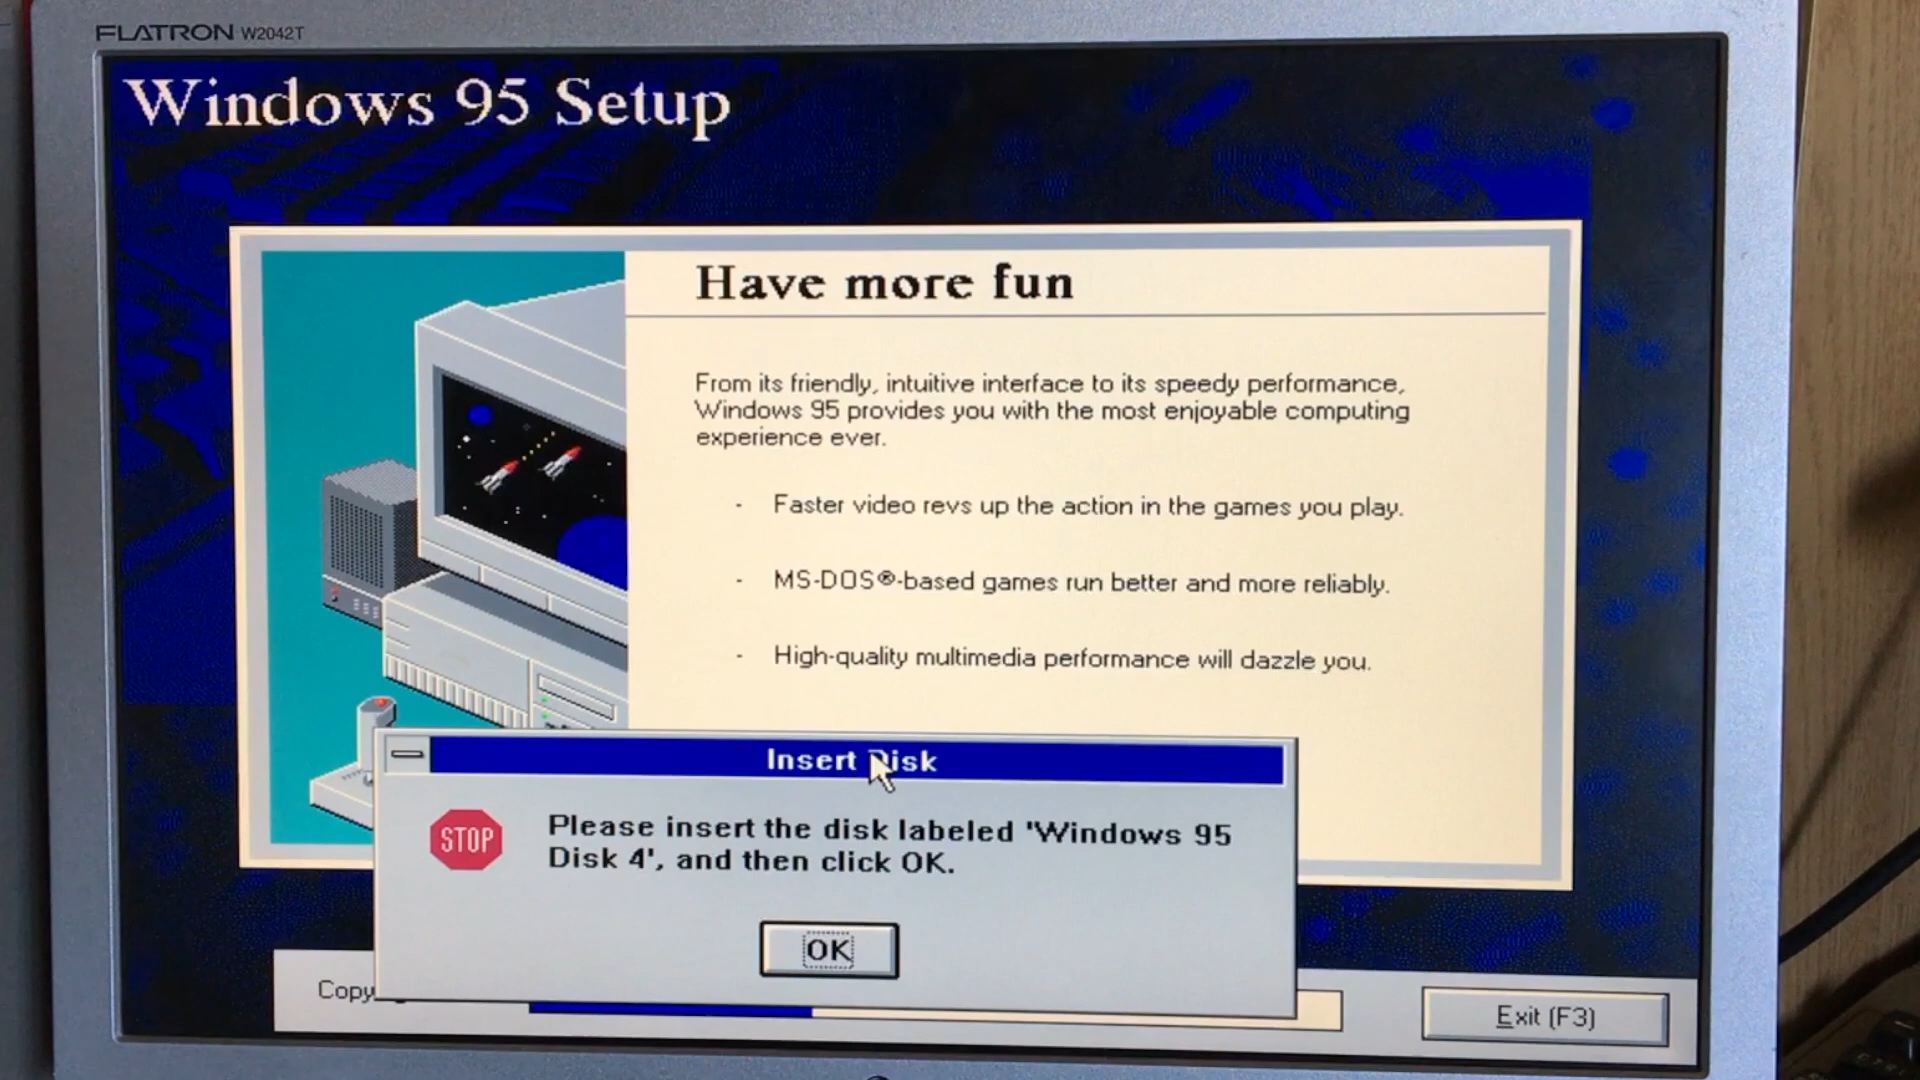 FLATRON W2042T
Windows 95 Setup
Have more fun
From its friendly, intuitive interface to its speedy performance,
Windows 95 provides you with the most enjoyable computing
experience ever.
- Faster video revs up the action in the games you play.
- MS-DOS®-based games run better and more reliably.
- High-quality multimedia performance will dazzle you.
Insert Disk
STOP
Please insert the disk labeled 'Windows 95
Disk 4', and then click OK.
OK
Copy
Exit (F3)